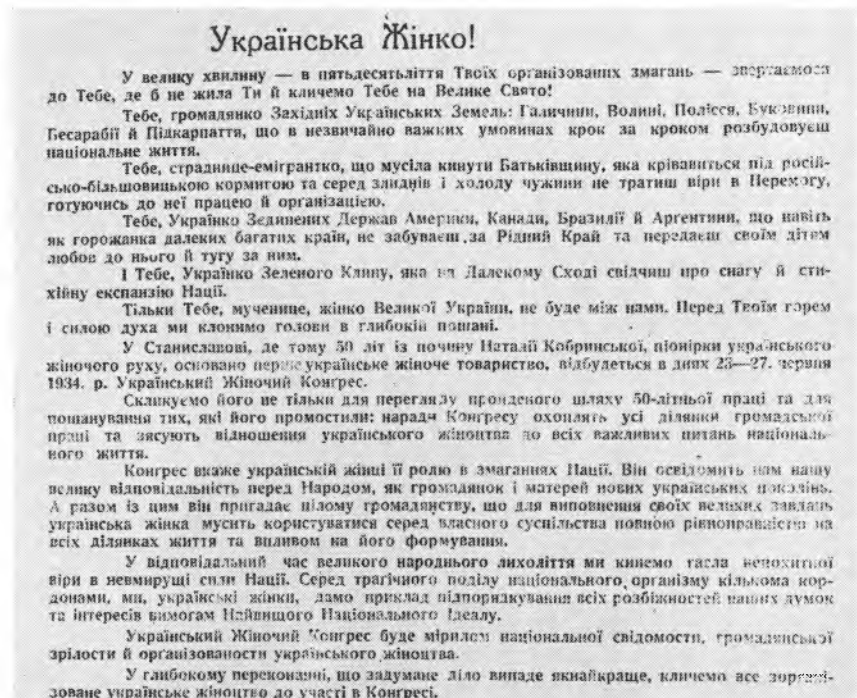 Українська Жінко!
У велику хвилину — в пятьдесятьліття Твоїх організованих змагань — звертаємося
до Тебе, де б не жила Ти й кличемо Тебе на Велике Свято!
Тебе, громадянко Західніх Українських Земель: Галичини, Волині, Полісся, Буковини,
Бесарабії й Підкарпаття, що в незвичайно важких умовинах крок за кроком розбудовуєш
національне життя.
Тебе, страднице-емігрантко, що мусіла кинути Батьківщину, яка крівавиться під росій-
сько-більшовицькою кормигою та серед злиднів і холоду чужини не тратиш віри в Перемогу,
готуючись до неї працею й організацією.
Тебе, Українко Зєдинених Держав Америки, Канади, Бразилії й Арґентини, що навіть
як горожанка далеких багатих країн, не забуваєш за Рідний Край та передаєш своїм дітям
любов до нього й тугу за ним.
І Тебе, Українко Зеленого Клину, яка на Далекому Сході свідчиш про снагу й сти-
хійну експанзію Нації.
Тільки Тебе, мученице, жінко Великої України, не буде між нами. Перед Твоїм горем
і силою духа ми клонимо голови в глибокій пошані.
У Станиславові, де тому 50 літ із почину Наталії Кобринської, піонірки українського
жіночого руху, основано перше українське жіноче товариство, відбудеться в днях 23—27. червня
1934. р. Український Жіночий Конґрес.
Скликуємо його не тільки для перегляду пройденого шляху 50-літньої праці та для
пошанування тих, які його промостили: наради Конґресу охоплять усі ділянки громадської
праці та зясують відношення українського жіноцтва до всіх важливих питань національ-
ного життя.
Конґрес вкаже українській жінці її ролю в змаганнях Нації. Він освідомить нам нашу
велику відповідальність перед Народом, як громадянок і матерей нових українських поколінь.
А разом із цим він пригадає цілому громадянству, що для виповнення своїх великих завдань
українська жінка мусить користуватися серед власного суспільства повною рівноправністю на
всіх ділянках життя та впливом на його формування.
У відповідальний час великого народнього лихоліття ми кинемо гасла непохитної
віри в невмирущі сили Нації. Серед трагічного поділу національного організму кількома кор-
донами, ми, українські жінки, дамо приклад підпорядкування всіх розбіжностей наших думок
та інтересів вимогам Найвищого Національного Ідеалу.
Український Жіночий Конґрес буде мірилом національної свідомости, громадянської
зрілости й організованости українського жіноцтва.
У глибокому переконанні, що задумане діло випаде якнайкраще, кличемо все зоргані-
зоване українське жіноцтво до участі в Конґресі.